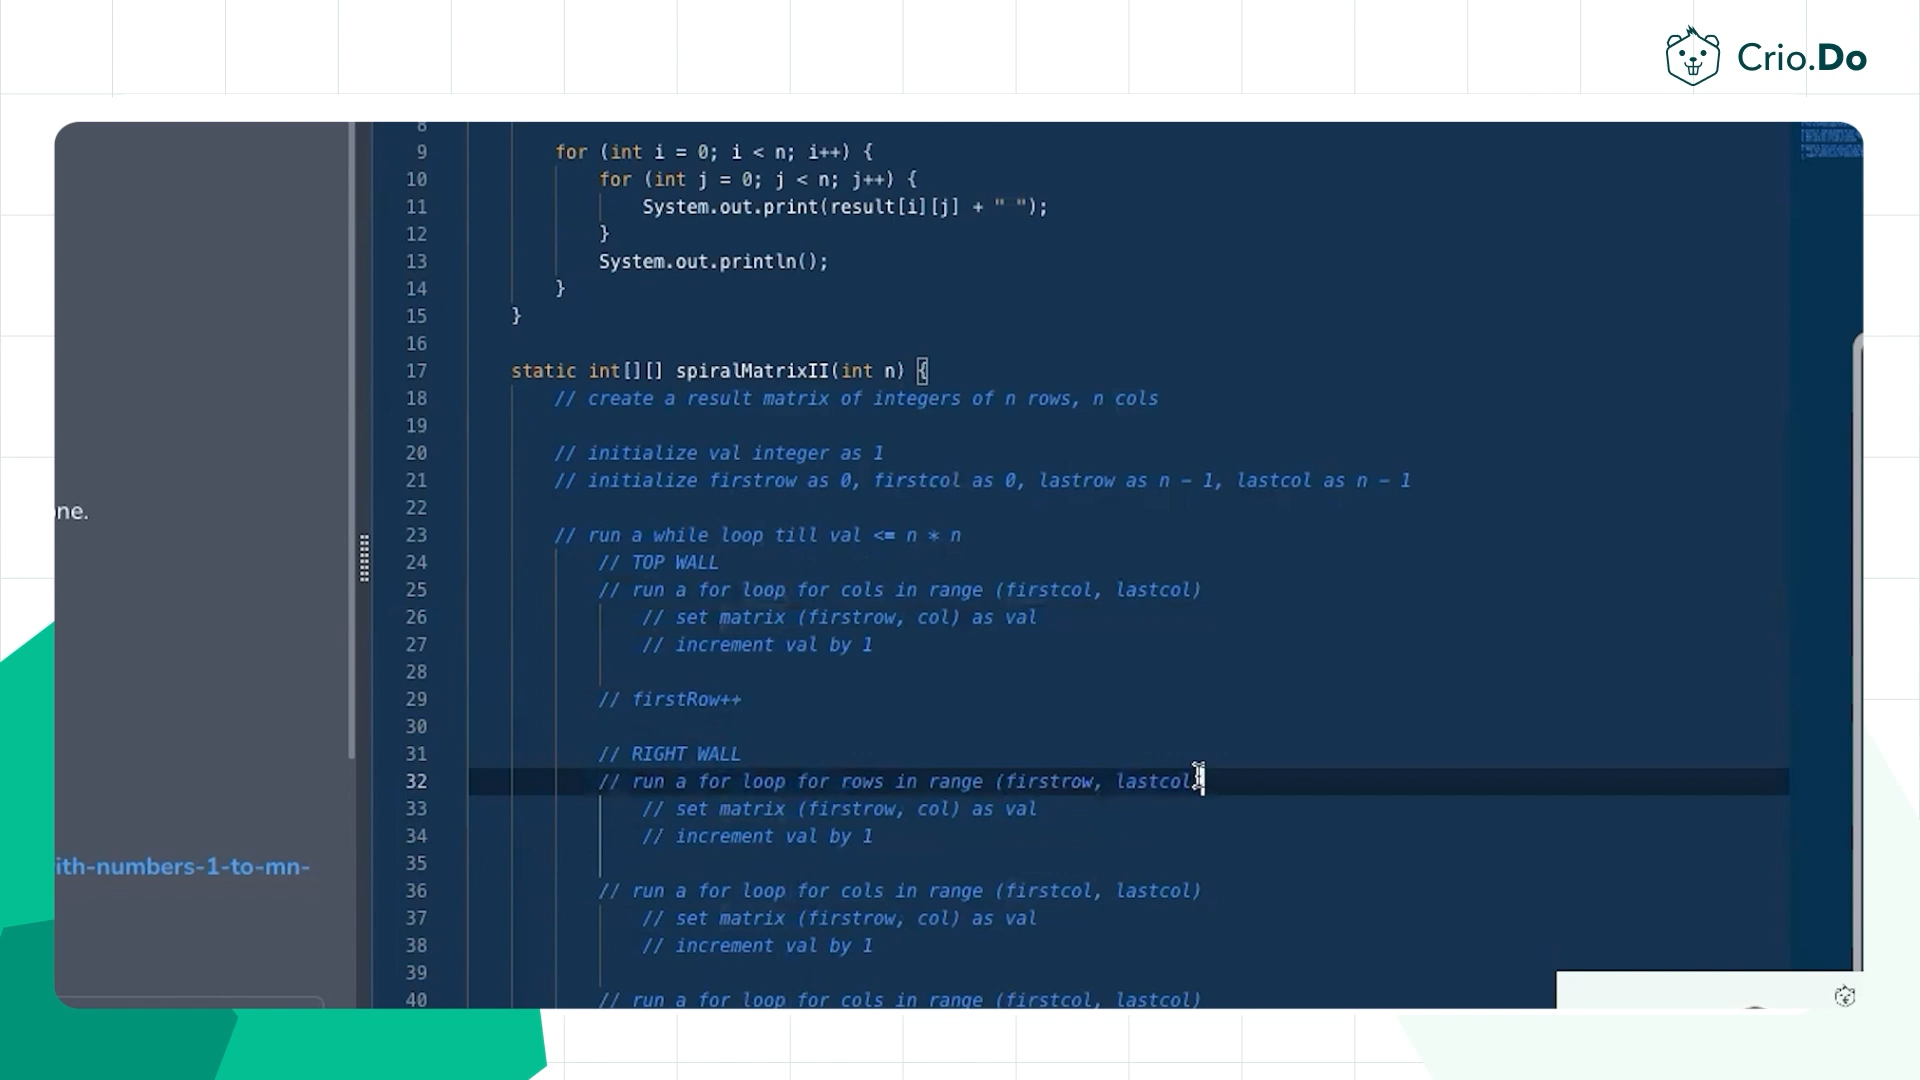 Crio.Do
8
9 for (int i = 0; i < n; i++) {
10 for (int j = 0; j < n; j++) {
11 System.out.print(result[i][j] + " ");
12 }
13 System.out.println();
14 }
15 }
16
17 static int[][] spiralMatrixII(int n) {
18 // create a result matrix of integers of n rows, n cols
19
20 // initialize val integer as 1
21 // initialize firstrow as 0, firstcol as 0, lastrow as n - 1, lastcol as n - 1
22
ne.
23 // run a while loop till val <= n * n
24 // TOP WALL
25 // run a for loop for cols in range (firstcol, lastcol)
26 // set matrix (firstrow, col) as val
27 // increment val by 1
28
29 // firstRow++
30
31 // RIGHT WALL
32 // run a for loop for rows in range (firstrow, lastcol)
33 // set matrix (firstrow, col) as val
34 // increment val by 1
35
ith-numbers-1-to-mn-
36 // run a for loop for cols in range (firstcol, lastcol)
37 // set matrix (firstrow, col) as val
38 // increment val by 1
39
40 // run a for loop for cols in range (firstcol, lastcol)